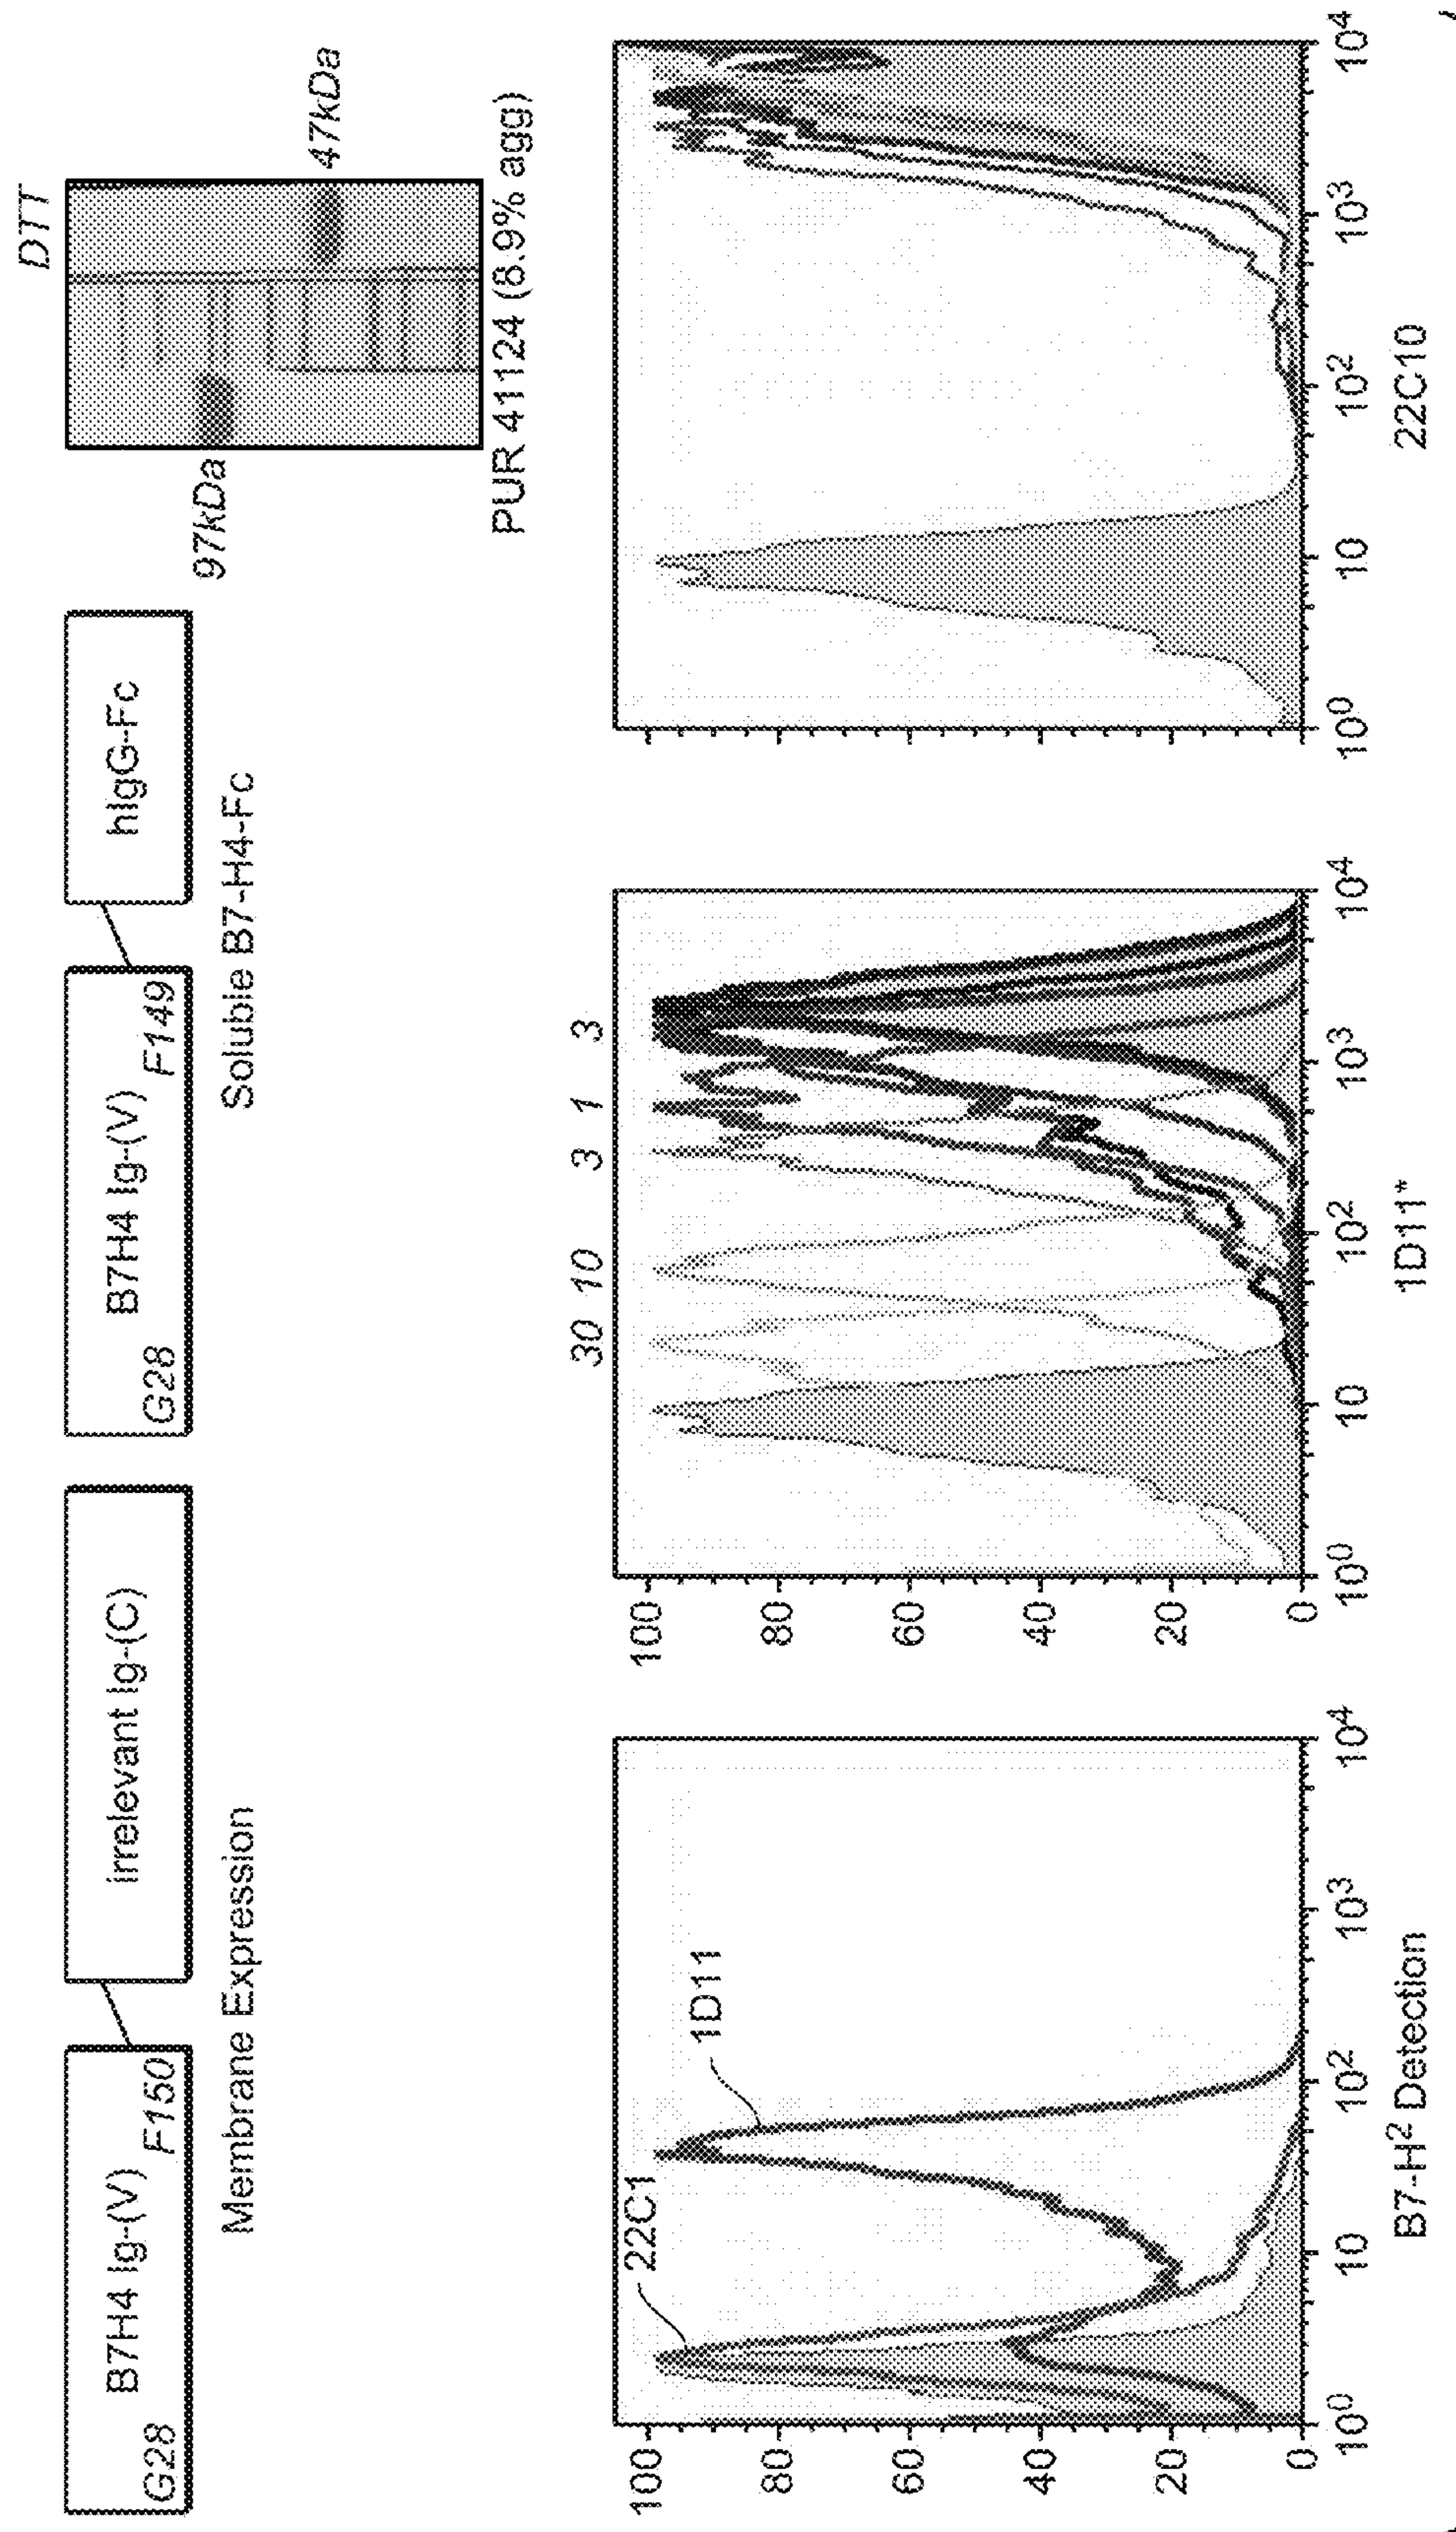 B7H4 Ig-(V)
G28
F150
irrelevant Ig-(C)
Membrane Expression
B7H4 Ig-(V)
G28
F149
hIgG-Fc
Soluble B7-H4-Fc
DTT
97kDa
47kDa
PUR 41124 (8.9% agg)
100
80
60
40
20
0
22C1
1D11
10⁰
10
10²
10³
10⁴
B7-H² Detection
30 10 3 1 3
100
80
60
40
20
0
10⁰
10
10²
10³
10⁴
1D11*
10⁰
10
10²
10³
10⁴
22C10